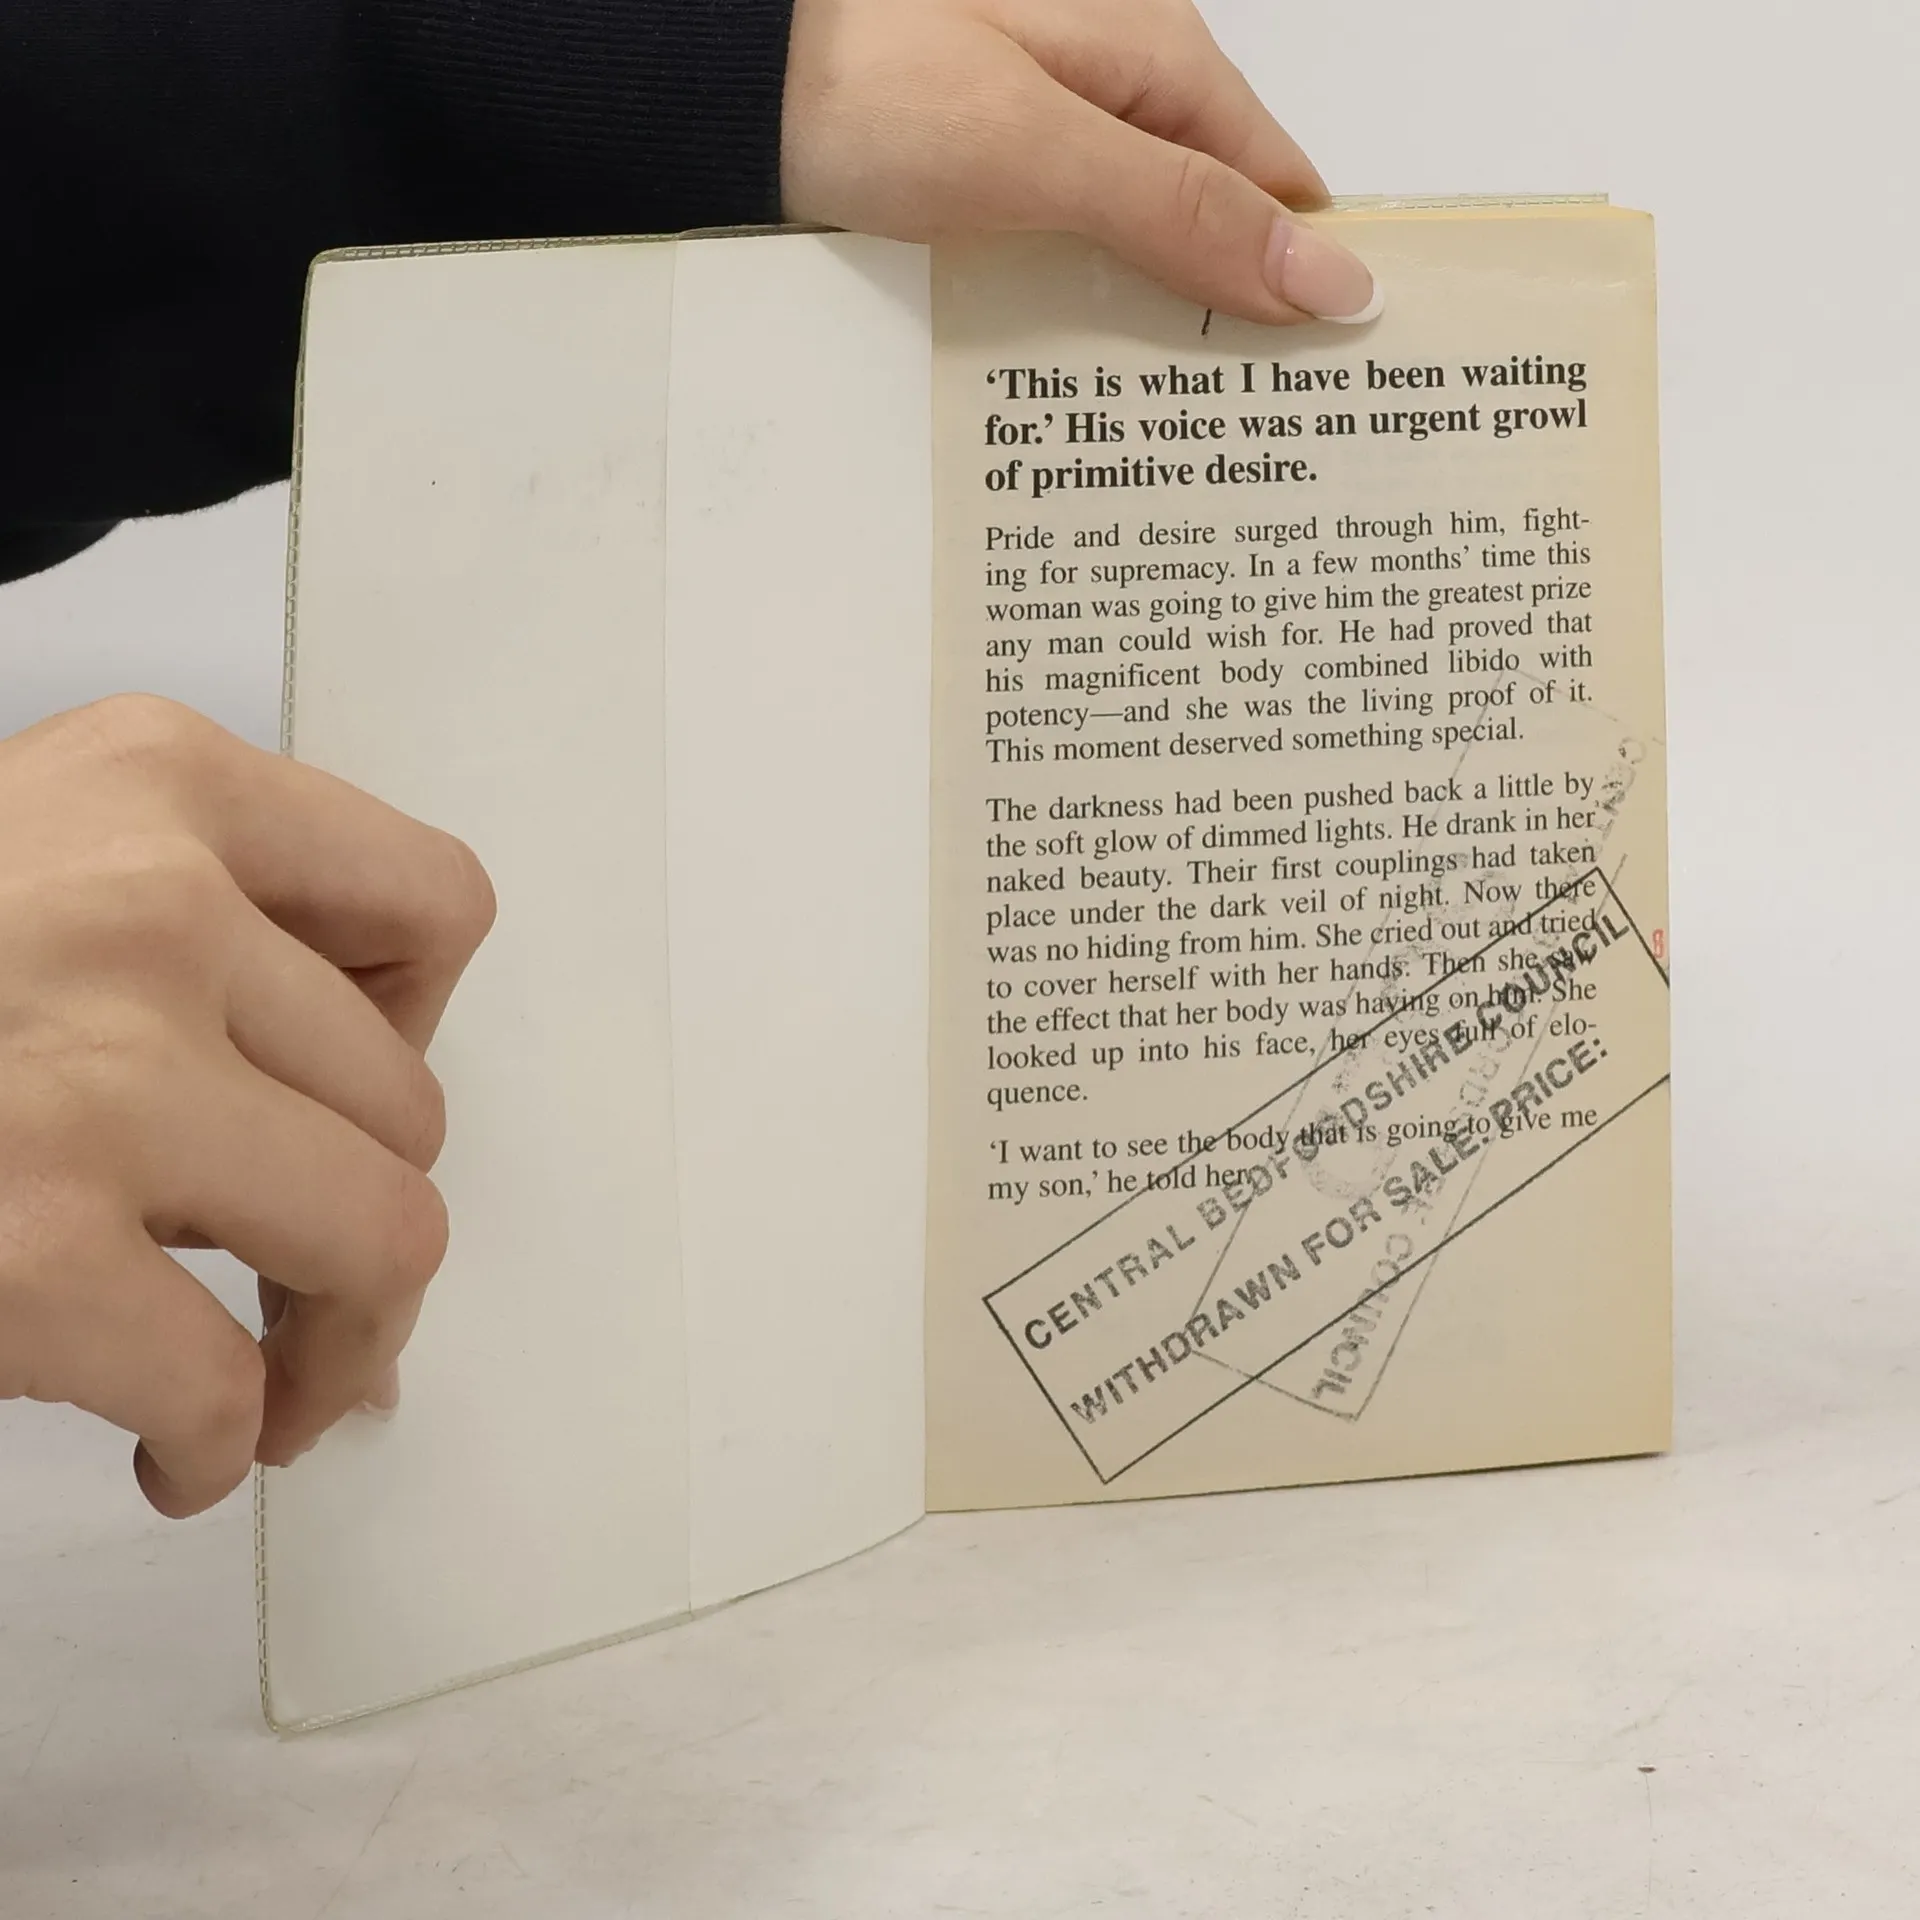 ‘This is what I have been waiting
for.’ His voice was an urgent growl
of primitive desire.
Pride and desire surged through him, fight-
ing for supremacy. In a few months’ time this
woman was going to give him the greatest prize
any man could wish for. He had proved that
his magnificent body combined libido with
potency—and she was the living proof of it.
This moment deserved something special.
The darkness had been pushed back a little by
the soft glow of dimmed lights. He drank in her
naked beauty. Their first couplings had taken
place under the dark veil of night. Now there
was no hiding from him. She cried out and tried
to cover herself with her hands. Then she saw
the effect that her body was having on him. She
looked up into his face, her eyes full of elo-
quence.
‘I want to see the body that is going to give me
my son,’ he told her.
CENTRAL BEDFORDSHIRE COUNCIL
WITHDRAWN FOR SALE: PRICE:
COUNCIL
8